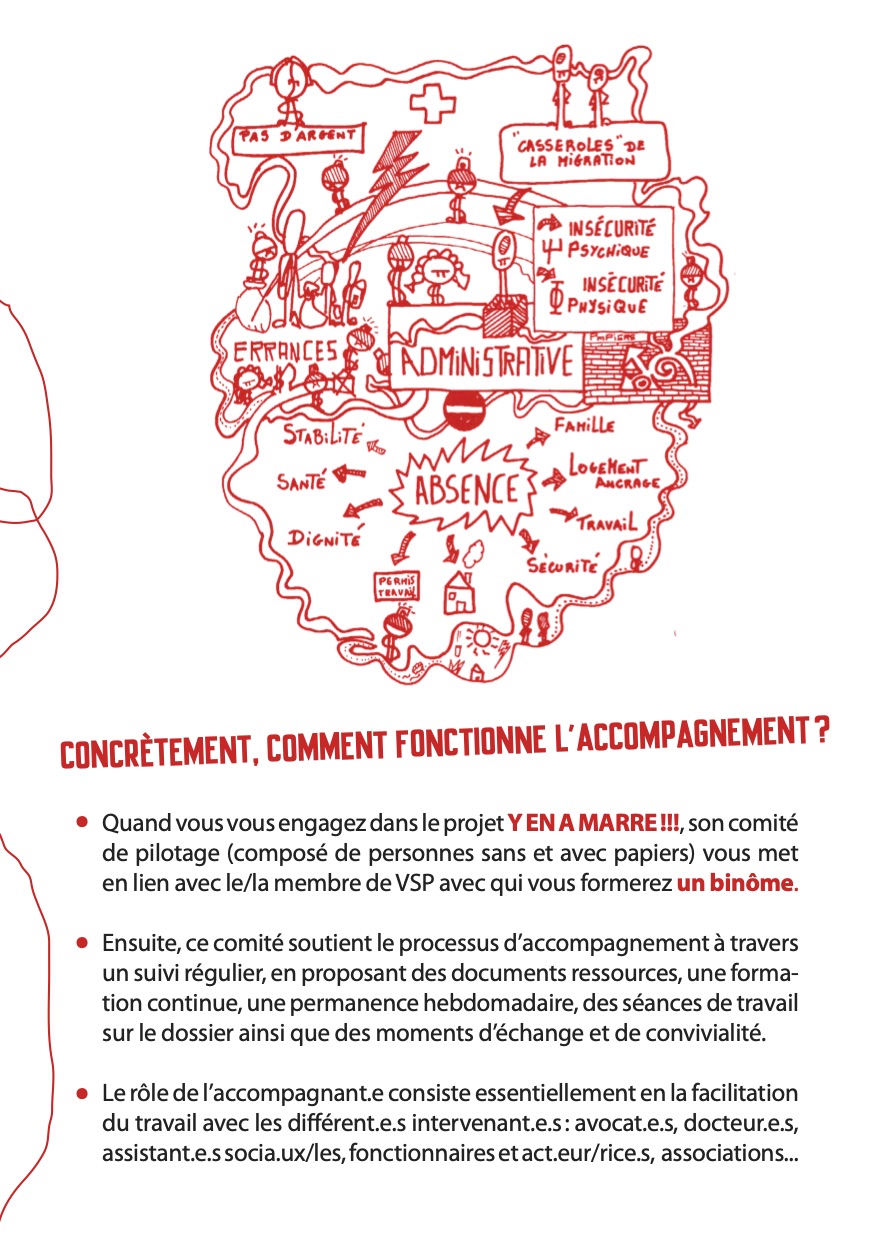 PAS D'ARGENT
"CASSEROLES" DE
LA MIGRATION
INSÉCURITÉ
PSYCHIQUE
INSÉCURITÉ
PHYSIQUE
ERRANCES
ADMINISTRATIVE
PAPIERS
STABILITÉ
SANTÉ
DIGNITÉ
ABSENCE
FAMILLE
LOGEMENT
ANCRAGE
TRAVAIL
SÉCURITÉ
PERMIS
TRAVAIL
CONCRÈTEMENT, COMMENT FONCTIONNE L'ACCOMPAGNEMENT ?
• Quand vous vous engagez dans le projet Y EN A MARRE !!!, son comité
de pilotage (composé de personnes sans et avec papiers) vous met
en lien avec le/la membre de VSP avec qui vous formerez un binôme.
• Ensuite, ce comité soutient le processus d'accompagnement à travers
un suivi régulier, en proposant des documents ressources, une forma-
tion continue, une permanence hebdomadaire, des séances de travail
sur le dossier ainsi que des moments d'échange et de convivialité.
• Le rôle de l'accompagnant.e consiste essentiellement en la facilitation
du travail avec les différent.e.s intervenant.e.s : avocat.e.s, docteur.e.s,
assistant.e.s socia.ux/les, fonctionnaires et act.eur/rice.s, associations...